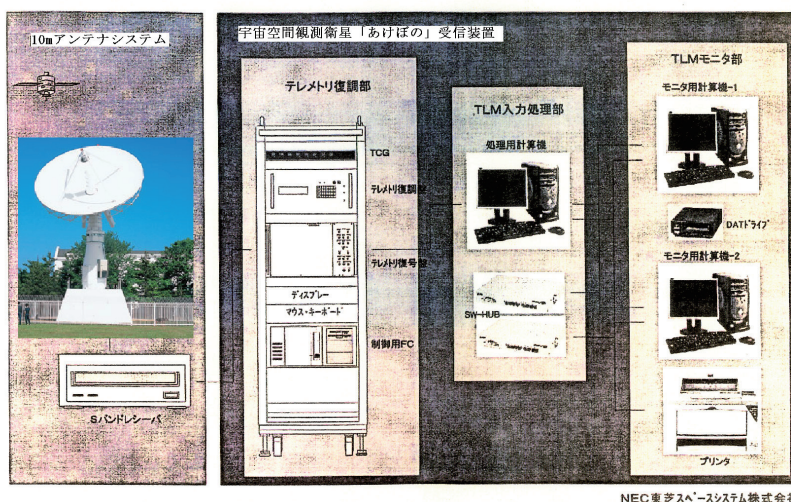 10mアンテナシステム
Sバンドレシーバ
宇宙空間観測衛星「あけぼの」受信装置
テレメトリ復調部
TCG
テレメトリ復調盤
テレメトリ復号盤
ディスプレー
マウス・キーボード
制御用FC
TLM入力処理部
処理用計算機
SW-HUB
TLMモニタ部
モニタ用計算機-1
DATドライブ
モニタ用計算機-2
プリンタ
NEC東芝スペースシステム株式会社